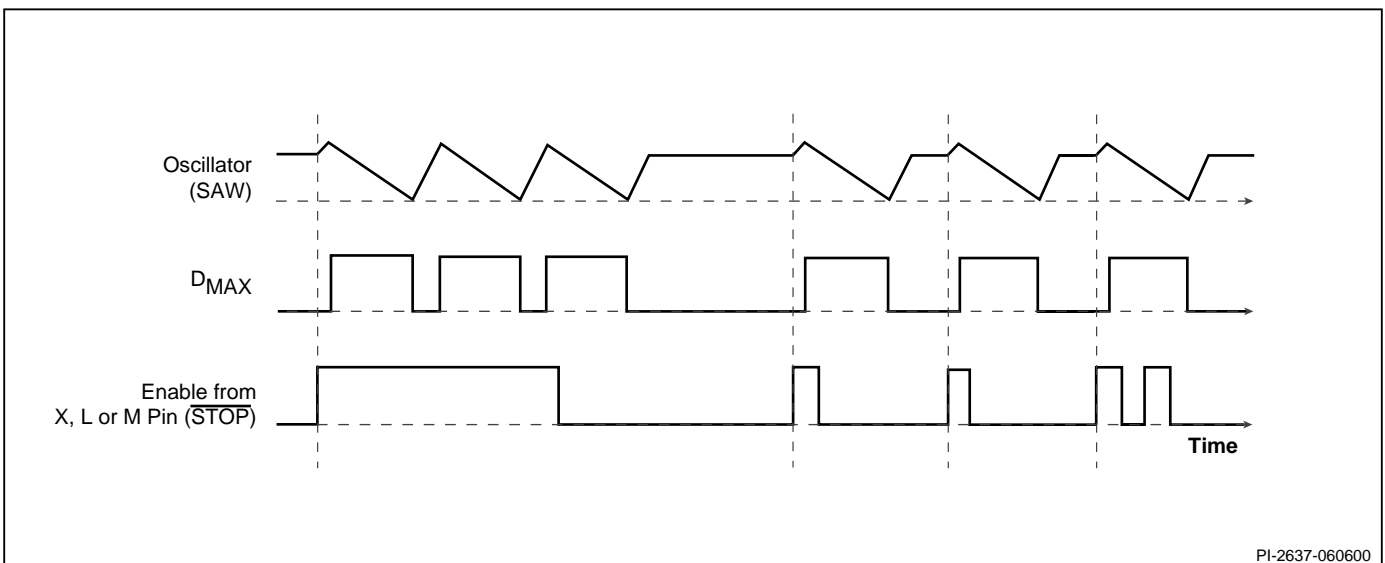 Oscillator
(SAW)
DMAX
Enable from
X, L or M Pin (STOP)
Time
PI-2637-060600